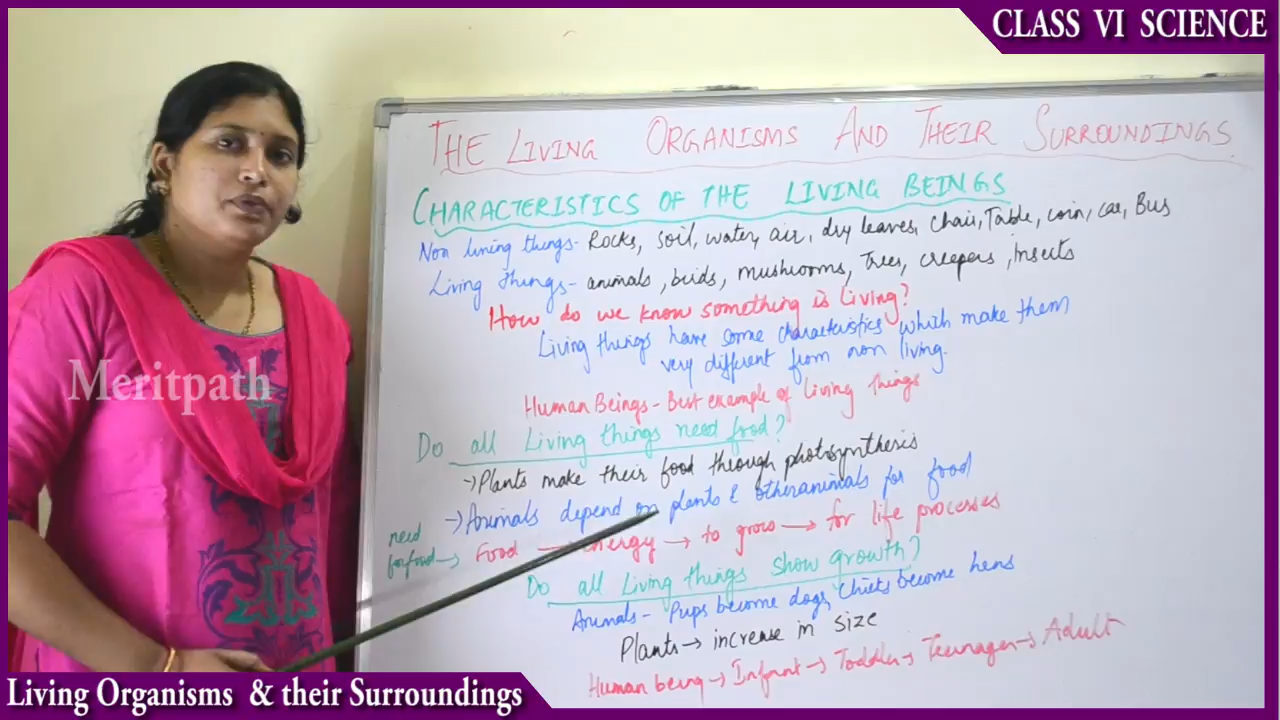 CLASS VI SCIENCE
THE LIVING ORGANISMS AND THEIR SURROUNDINGS
CHARACTERISTICS OF THE LIVING BEINGS
Non lining things- Rocks, soil, water, air, dry leaves, chair, Table, coin, car, Bus
Living things- animals, birds, mushrooms, Trees, creepers, insects
How do we know something is Living?
Living things have some characteristics which make them
very different from non living.
Meritpath
Human Beings - Best example of Living things
Do all Living things need food?
→Plants make their food through photosynthesis
→Animals depend on plants & otheranimals for food
need
forfood→ Food → energy → to grow → for life processes
Do all Living things show growth?
Animals - Pups become dogs, Chicks become hens
Plants→ increase in size
Human being→ Infant→ Toddler→ Teenager→ Adult
Living Organisms & their Surroundings